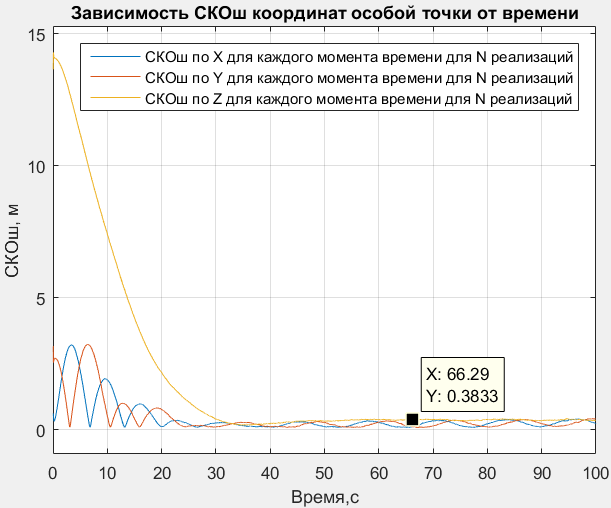 Зависимость СКОш координат особой точки от времени
СКОш по X для каждого момента времени для N реализаций
СКОш по Y для каждого момента времени для N реализаций
СКОш по Z для каждого момента времени для N реализаций
15
10
5
0
СКОш, м
X: 66.29
Y: 0.3833
0 10 20 30 40 50 60 70 80 90 100
Время,с